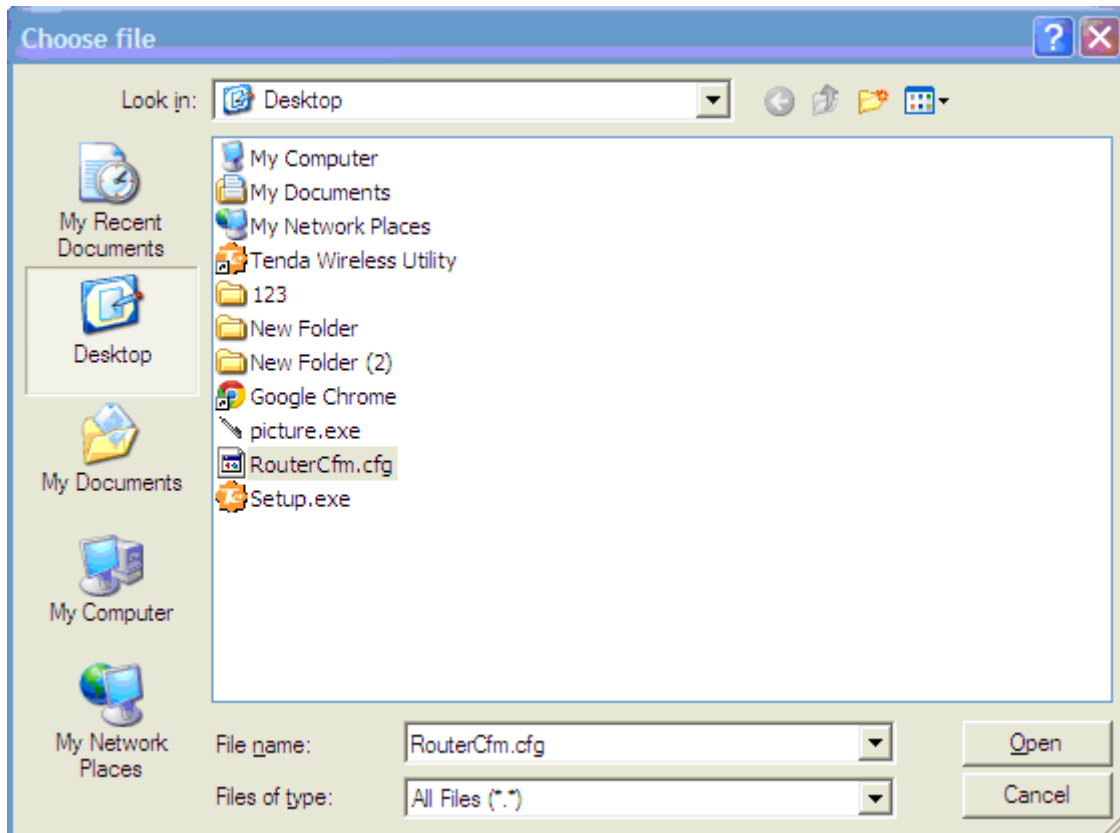 Choose file
Look in: Desktop
My Recent
Documents
Desktop
My Documents
My Computer
My Network
Places
My Computer
My Documents
My Network Places
Tenda Wireless Utility
123
New Folder
New Folder (2)
Google Chrome
picture.exe
RouterCfm.cfg
Setup.exe
File name: RouterCfm.cfg Open
Files of type: All Files (*.*) Cancel